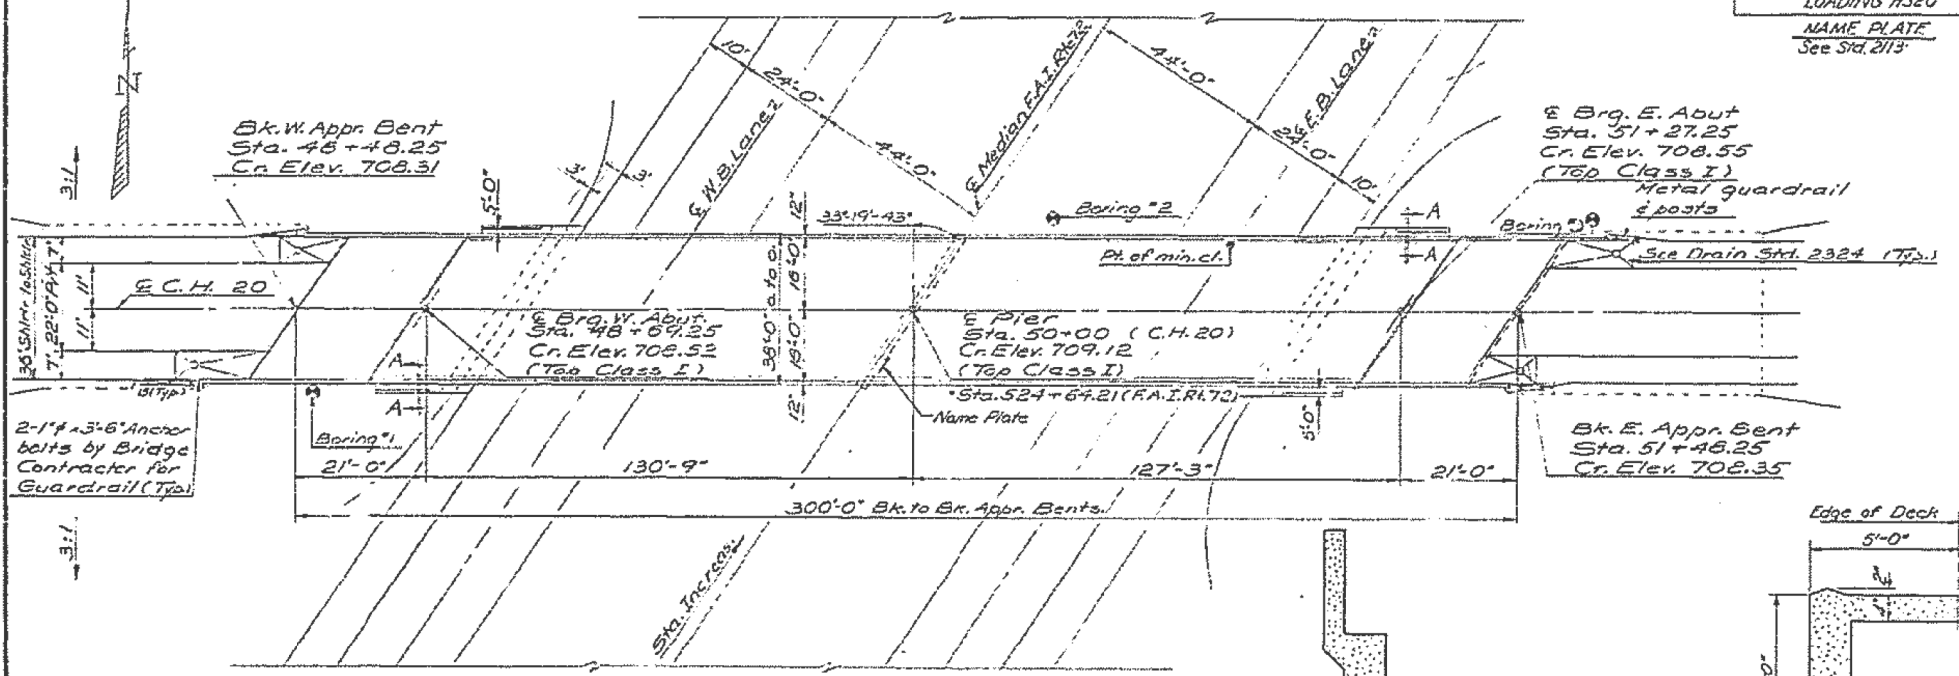 LOADING HS20
NAME PLATE
See Std. 2113
10'
24'-0"
44'-0"
℄ W.B. Lane
℄ Median F.A.I. Rt. 72
44'-0"
℄ E.B. Lane
24'-0"
10'
Bk. W. Appr. Bent
Sta. 48+48.25
Cr. Elev. 708.31
3:1
5'-0"
3'
3'
12"
33°-19'-43"
Boring #2
Pt. of min. cl.
A
A
℄ Brg. E. Abut
Sta. 51+27.25
Cr. Elev. 708.55
(Top Class I)
Metal guardrail
& posts
Boring
See Drain Std. 2324 (Typ.)
7'
11'
22'-0"
11'
7'
℄ C.H. 20
38'-0" o to o
18'-0"
18'-0"
12"
℄ Brg. W. Abut.
Sta. 48+69.25
Cr. Elev. 708.52
(Top Class I)
℄ Pier
Sta. 50+00 (C.H. 20)
Cr. Elev. 709.12
(Top Class I)
Sta. 524+64.21 (F.A.I. Rt. 72)
Name Plate
A
A
Boring #1
2-1"ϕ x 3'-6" Anchor
bolts by Bridge
Contractor for
Guardrail (Typ.)
5'-0"
Bk. E. Appr. Bent
Sta. 51+48.25
Cr. Elev. 708.35
21'-0"
130'-9"
127'-3"
21'-0"
300'-0" Bk. to Bk. Appr. Bents.
3:1
Sta. Increas.
Edge of Deck
5'-0"